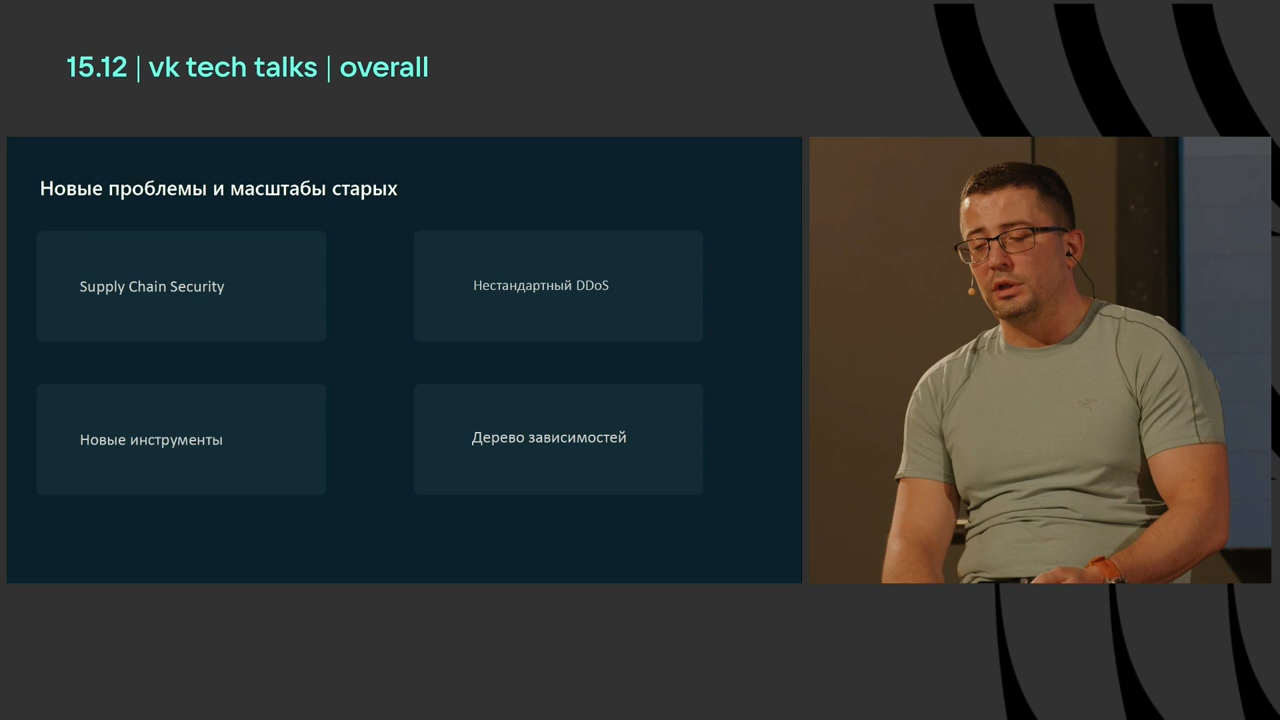 15.12 | vk tech talks | overall
Новые проблемы и масштабы старых
Supply Chain Security
Нестандартный DDoS
Новые инструменты
Дерево зависимостей